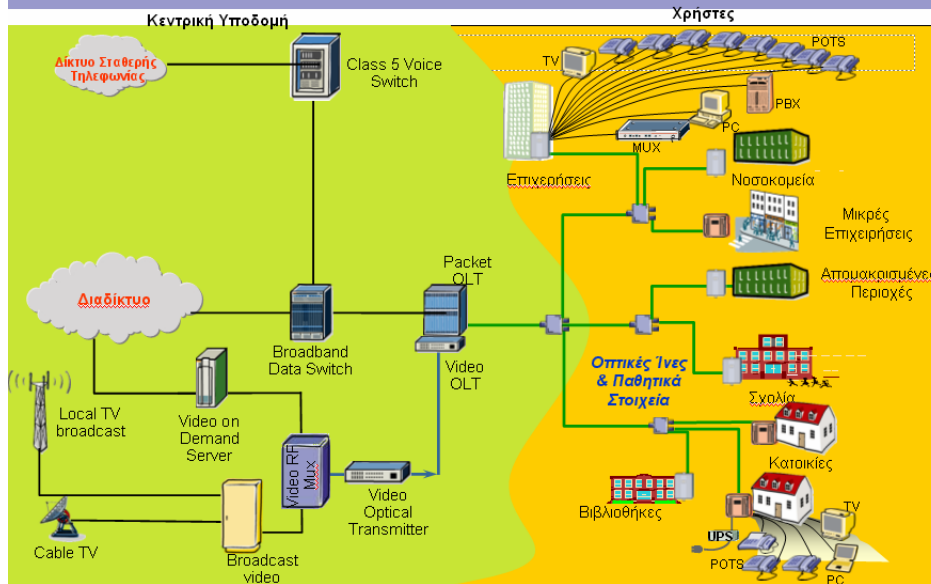 Κεντρική Υποδομή
Χρήστες
Δίκτυο Σταθερής
Τηλεφωνίας
Class 5 Voice
Switch
TV
POTS
PBX
PC
MUX
Επιχερήσεις
Νοσοκομεία
Μικρές
Επιχειρήσεις
Packet
OLT
Απομακρισμένες
Περιοχές
Διαδίκτυο
Broadband
Data Switch
Video
OLT
Οπτικές Ίνες
& Παθητικά
Στοιχεία
Σχολία
Local TV
broadcast
Video on
Demand
Server
Video RF
Mux
Video
Optical
Transmitter
Κατοικίες
Βιβλιοθήκες
TV
UPS
POTS
PC
Cable TV
Broadcast
video